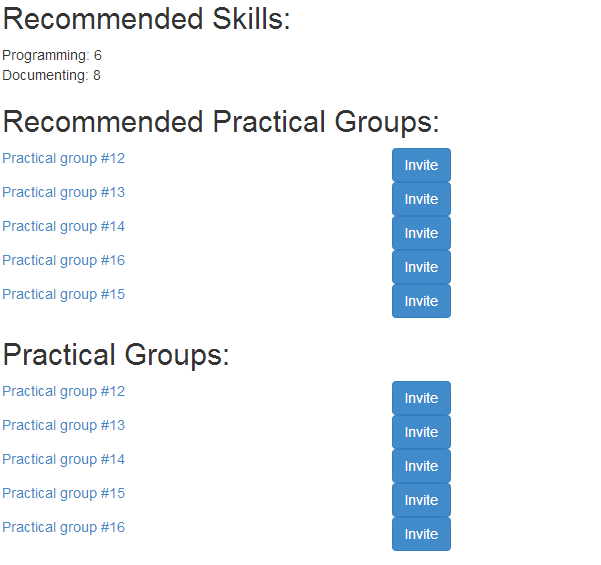 Recommended Skills:
Programming: 6
Documenting: 8
Recommended Practical Groups:
Practical group #12 Invite
Practical group #13 Invite
Practical group #14 Invite
Practical group #16 Invite
Practical group #15 Invite
Practical Groups:
Practical group #12 Invite
Practical group #13 Invite
Practical group #14 Invite
Practical group #15 Invite
Practical group #16 Invite